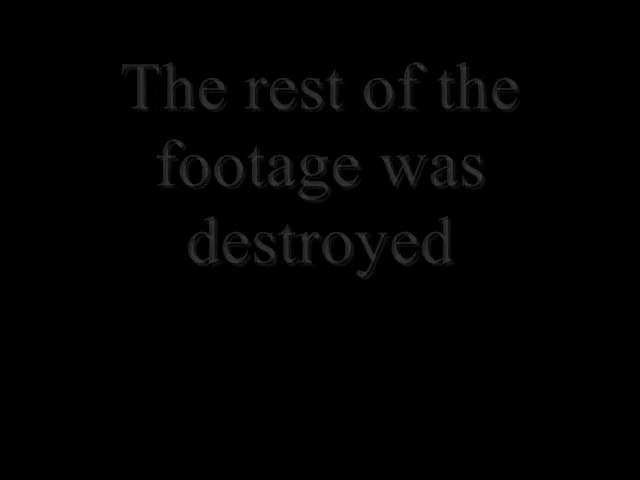 The rest of the
footage was
destroyed